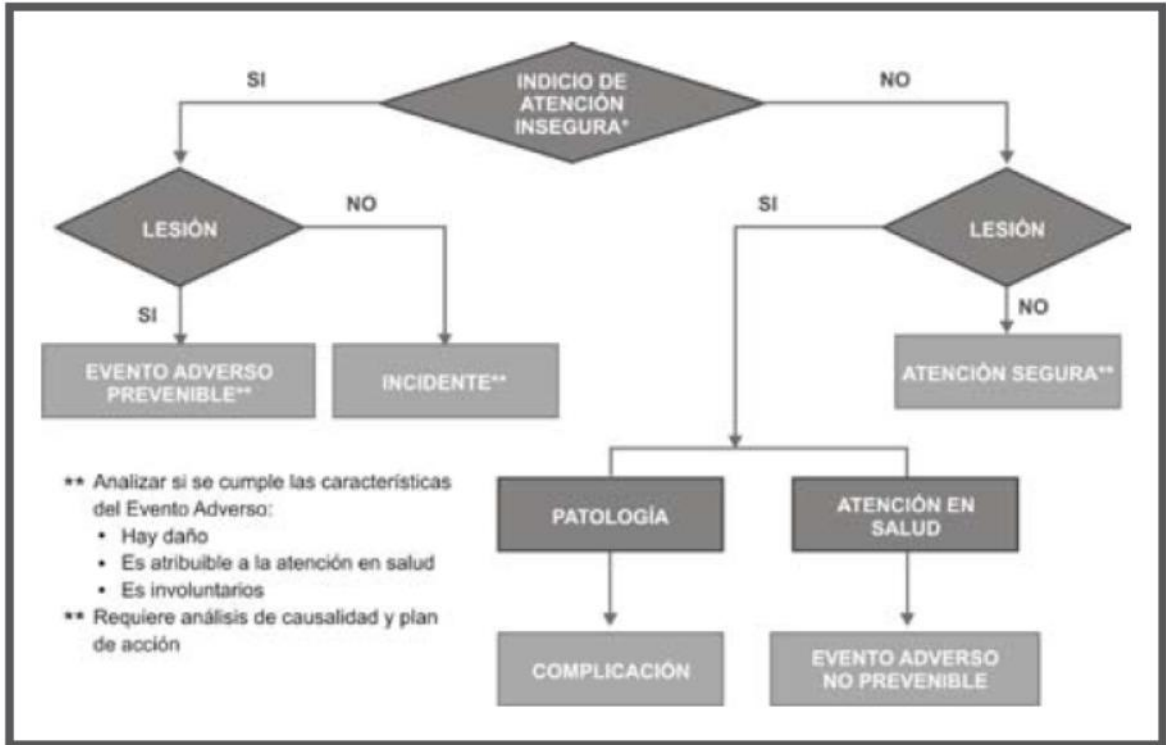 INDICIO DE
ATENCIÓN
INSEGURA*
SI
NO
LESIÓN
NO
SI
LESIÓN
SI
NO
EVENTO ADVERSO
PREVENIBLE**
INCIDENTE**
ATENCIÓN SEGURA**
** Analizar si se cumple las características
del Evento Adverso:
• Hay daño
• Es atribuible a la atención en salud
• Es involuntarios
** Requiere análisis de causalidad y plan
de acción
PATOLOGÍA
ATENCIÓN EN
SALUD
COMPLICACIÓN
EVENTO ADVERSO
NO PREVENIBLE